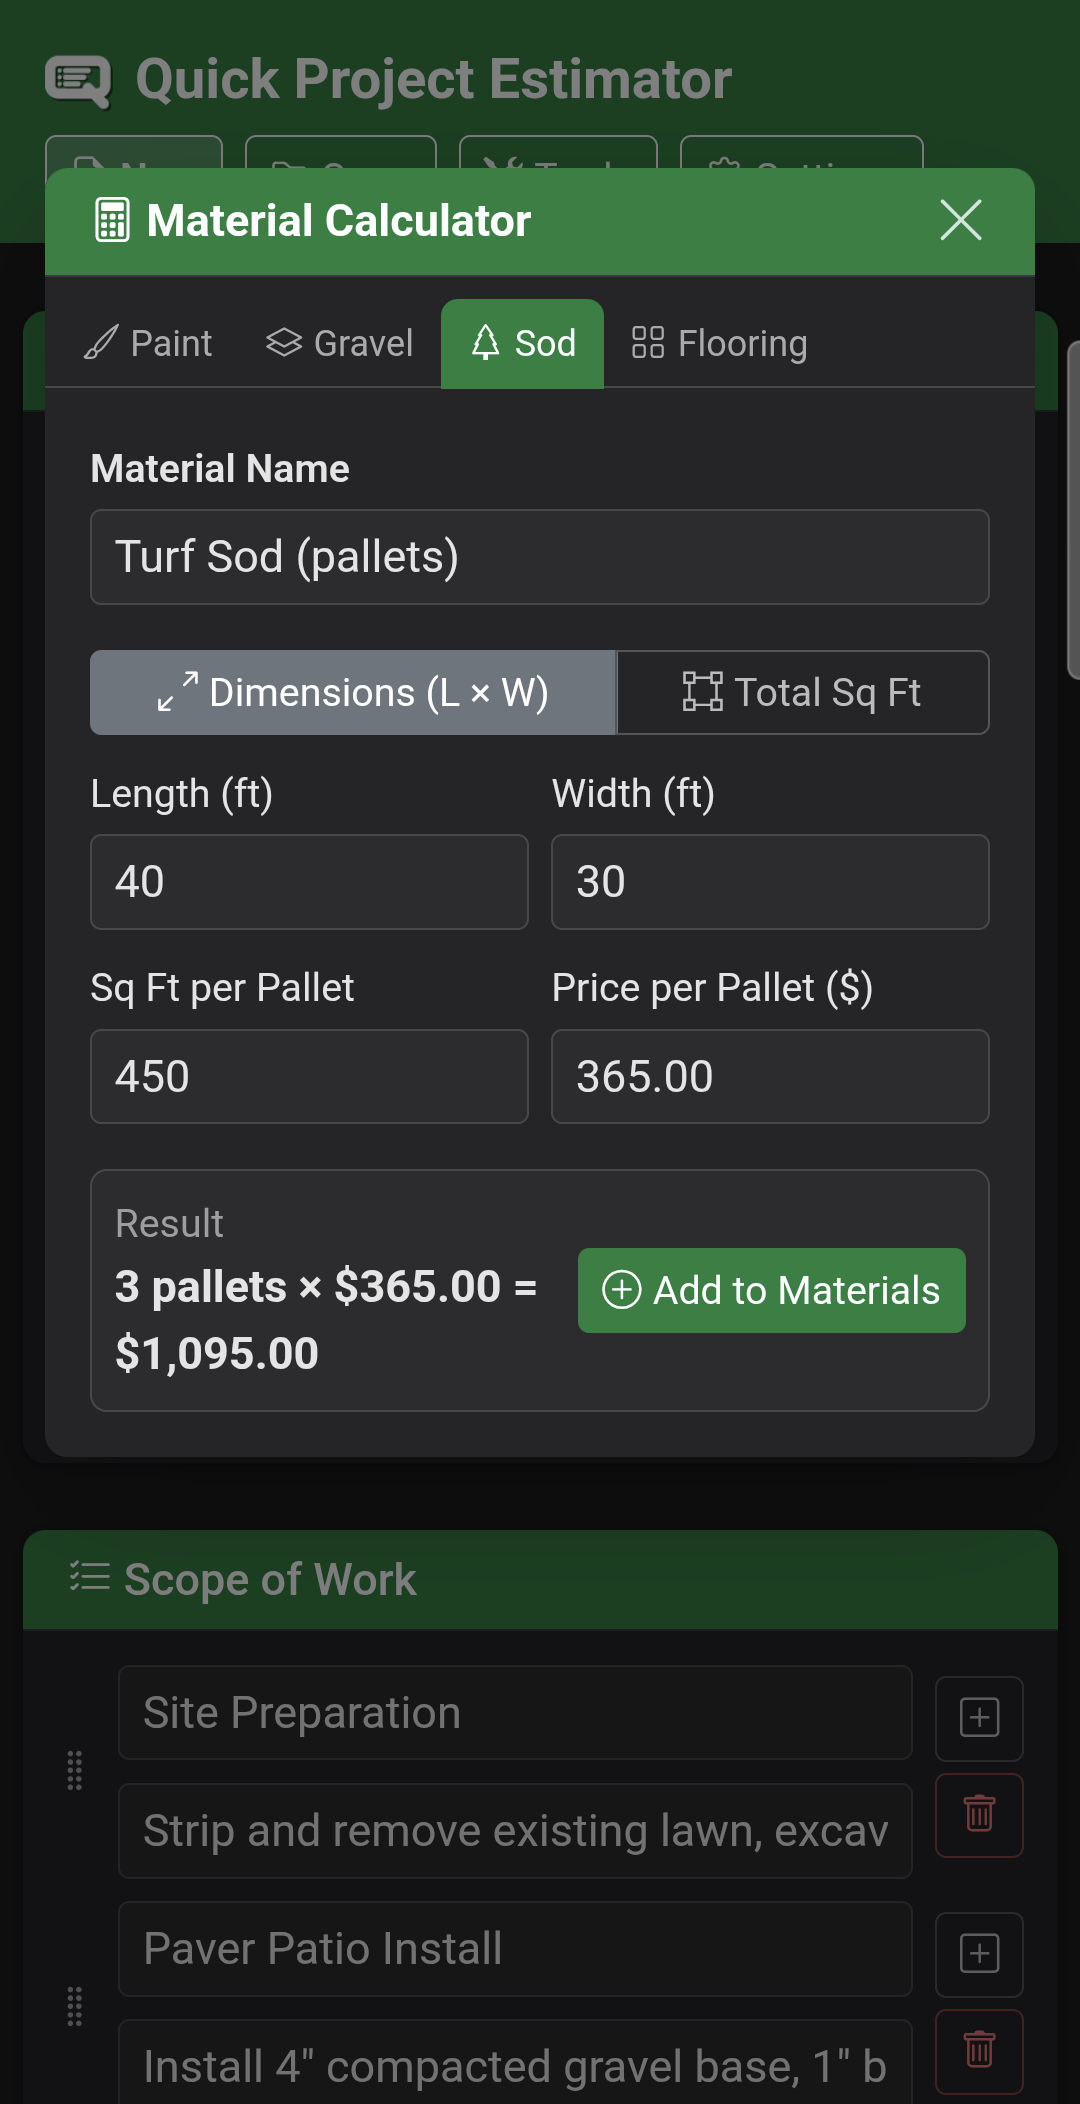 Quick Project Estimator
Material Calculator
Paint
Gravel
Sod
Flooring
Material Name
Turf Sod (pallets)
Dimensions (L × W)
Total Sq Ft
Length (ft)
Width (ft)
40
30
Sq Ft per Pallet
Price per Pallet ($)
450
365.00
Result
3 pallets × $365.00 =
$1,095.00
Add to Materials
Scope of Work
Site Preparation
Strip and remove existing lawn, excav
Paver Patio Install
Install 4" compacted gravel base, 1" b